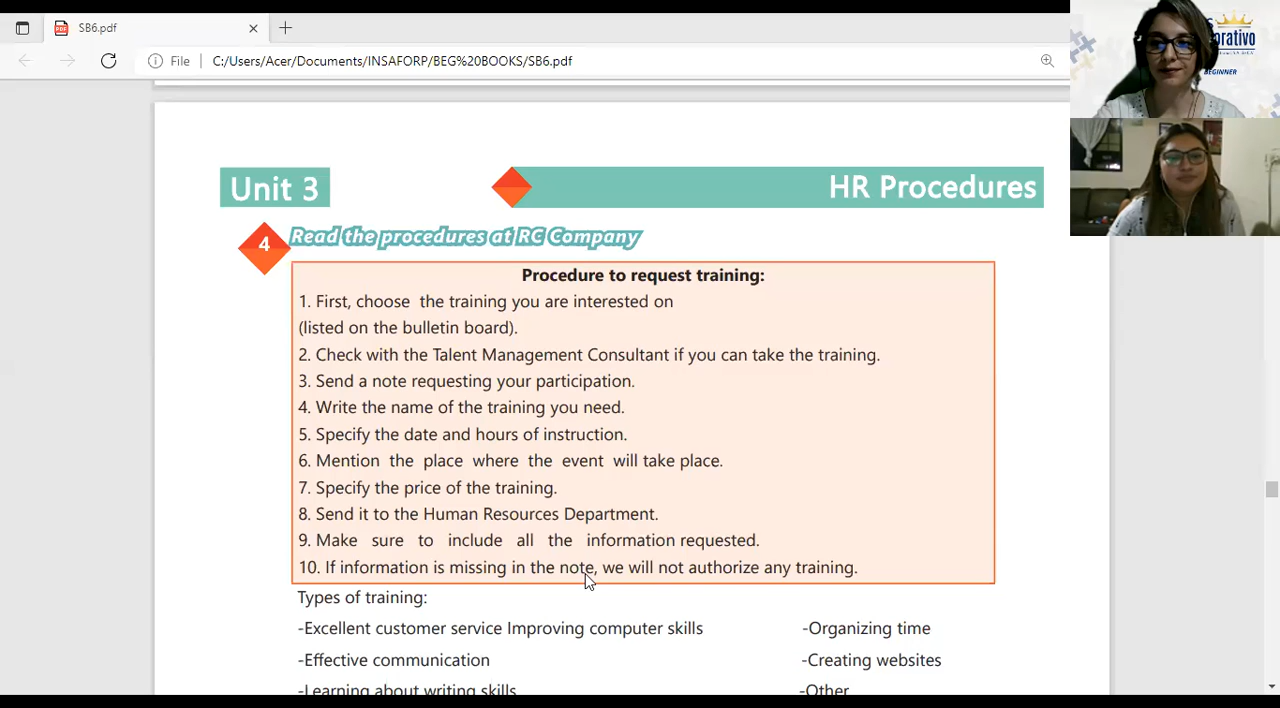 SB6.pdf
File
C:/Users/Acer/Documents/INSAFORP/BEG%20BOOKS/SB6.pdf
S
orativo
BEGINNER
Unit 3
HR Procedures
4
Read the procedures at RC Company
Procedure to request training:
1. First, choose the training you are interested on
(listed on the bulletin board).
2. Check with the Talent Management Consultant if you can take the training.
3. Send a note requesting your participation.
4. Write the name of the training you need.
5. Specify the date and hours of instruction.
6. Mention the place where the event will take place.
7. Specify the price of the training.
8. Send it to the Human Resources Department.
9. Make sure to include all the information requested.
10. If information is missing in the note, we will not authorize any training.
Types of training:
-Excellent customer service Improving computer skills
-Organizing time
-Effective communication
-Creating websites
-Learning about writing skills
-Other